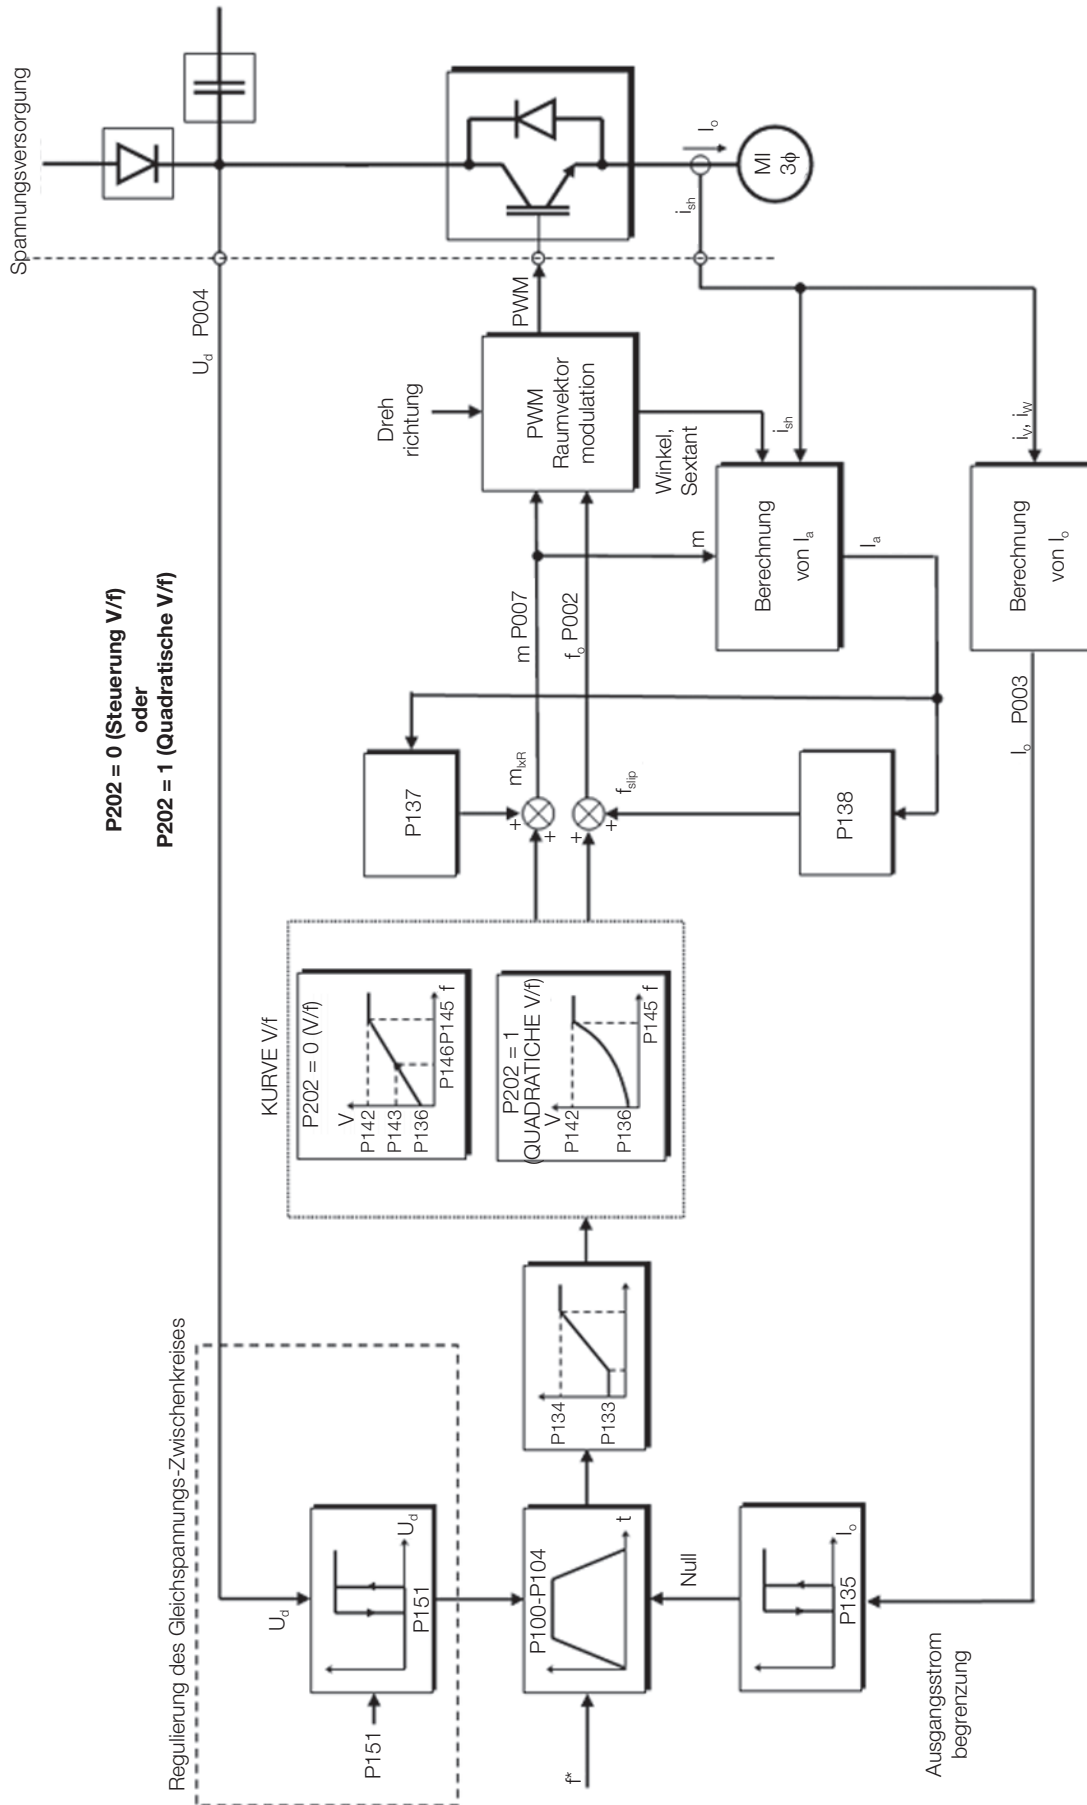 P202 = 0 (Steuerung V/f)
oder
P202 = 1 (Quadratische V/f)
Spannungsversorgung
Regulierung des Gleichspannungs-Zwischenkreises
U_d P004
U_d
P151
U_d
P151
f*
P100-P104
t
Null
I_o
P135
Ausgangsstrom
begrenzung
P134
P133
KURVE V/f
P202 = 0 (V/f)
V
P142
P143
P136
P146
P145
f
P202 = 1
(QUADRATICHE V/f)
V
P142
P136
P145
f
P137
m_IxR
+
+
+
+
f_slip
P138
m P007
f_o P002
Dreh
richtung
PWM
Raumvektor
modulation
PWM
Winkel,
Sextant
m
i_sh
Berechnung
von I_a
I_a
i_V, i_W
Berechnung
von I_o
I_o P003
i_sh
I_o
MI
3ϕ